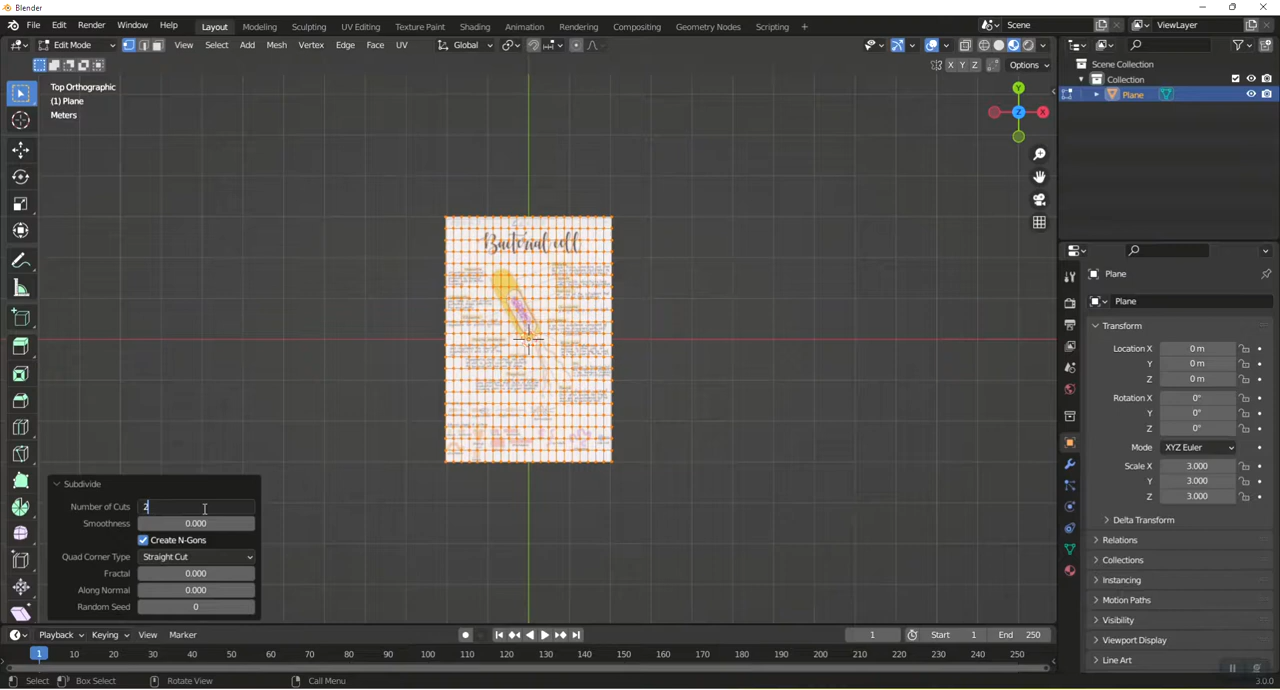 Blender
File Edit Render Window Help Layout Modeling Sculpting UV Editing Texture Paint Shading Animation Rendering Compositing Geometry Nodes Scripting + Scene ViewLayer
Edit Mode View Select Add Mesh Vertex Edge Face UV Global
X Y Z Options
Top Orthographic
(1) Plane
Meters
Y
Z X
Scene Collection
Collection
Plane
Bacterial cell
Plane
Plane
Transform
Location X 0 m
Y 0 m
Z 0 m
Rotation X 0°
Y 0°
Z 0°
Mode XYZ Euler
Scale X 3.000
Y 3.000
Z 3.000
Delta Transform
Relations
Collections
Instancing
Motion Paths
Visibility
Viewport Display
Line Art
Subdivide
Number of Cuts 2
Smoothness 0.000
Create N-Gons
Quad Corner Type Straight Cut
Fractal 0.000
Along Normal 0.000
Random Seed 0
Playback Keying View Marker 1 Start 1 End 250
1 10 20 30 40 50 60 70 80 90 100 110 120 130 140 150 160 170 180 190 200 210 220 230 240 250
Select Box Select Rotate View Call Menu 3.0.0